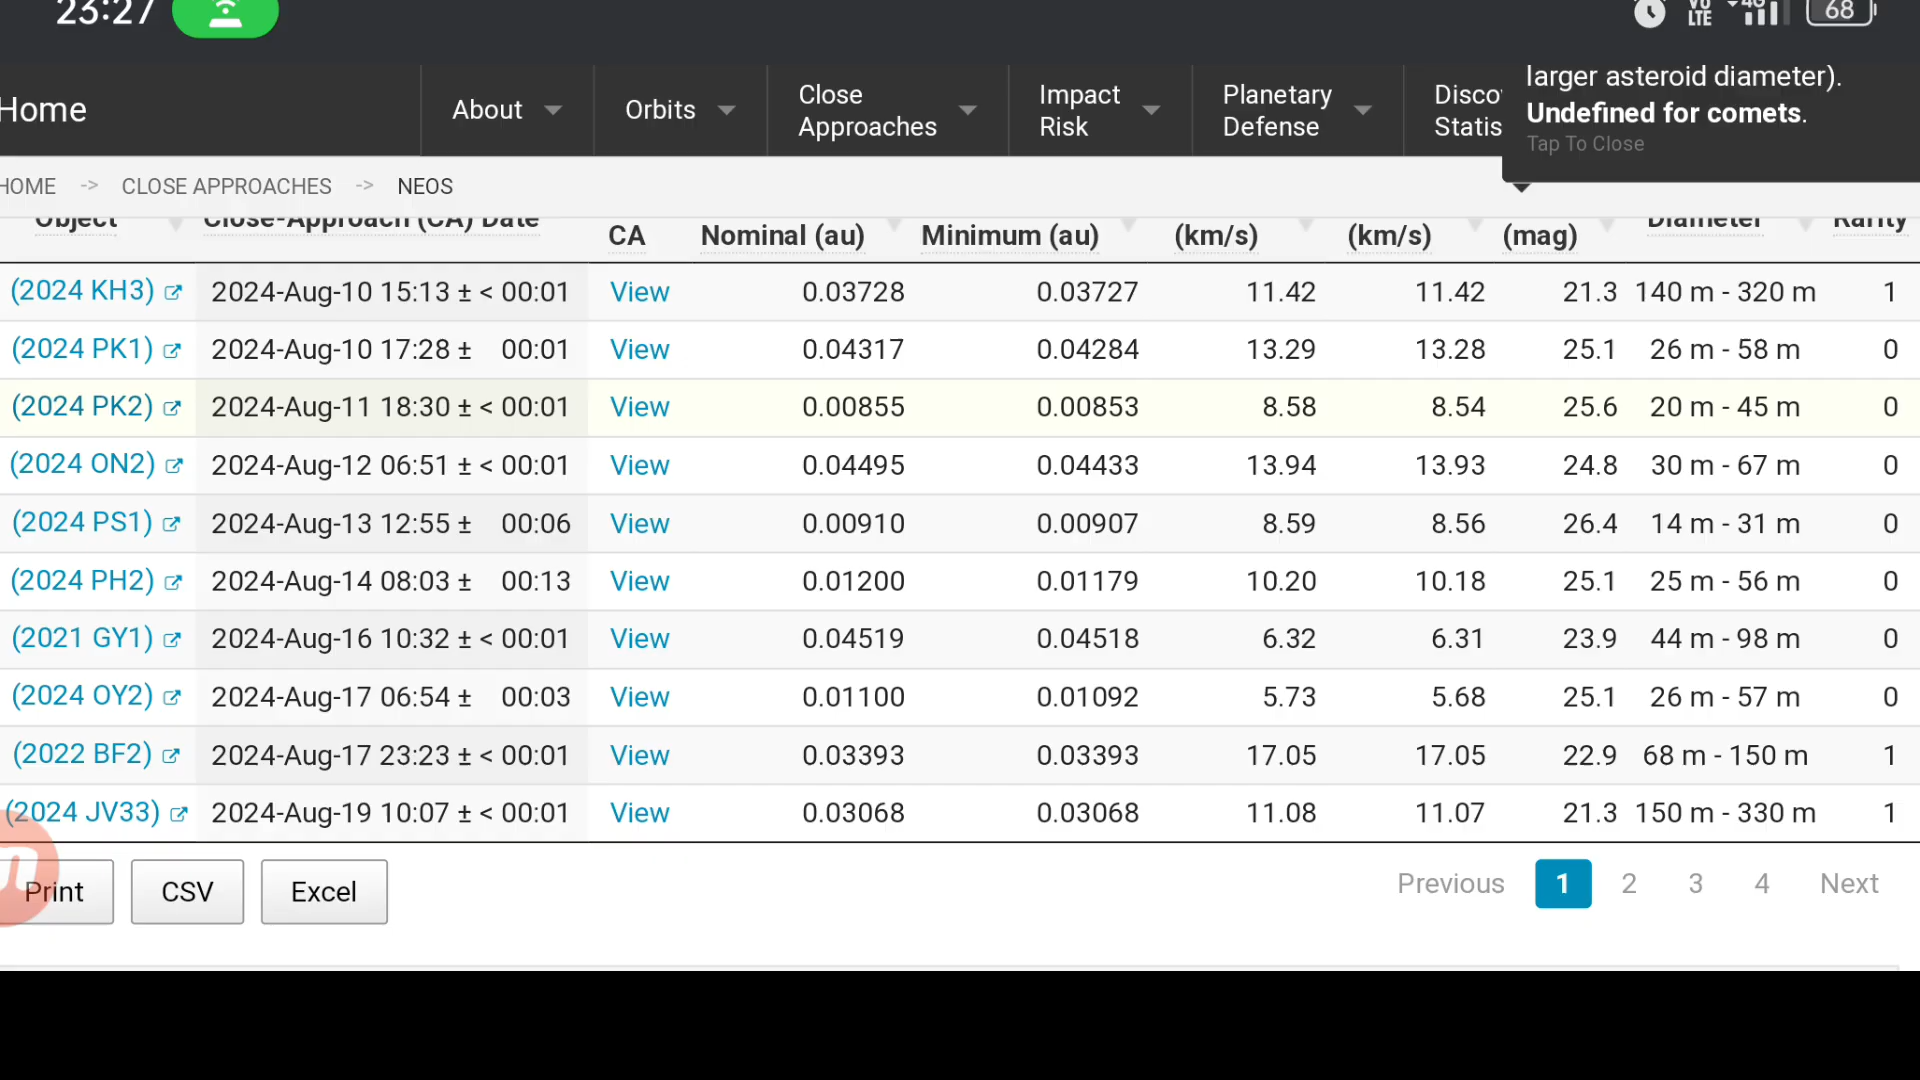 23:27 VO LTE 4G 68
larger asteroid diameter).
Undefined for comets.
Tap To Close
Home About Orbits Close Approaches Impact Risk Planetary Defense Disco Statis
HOME -> CLOSE APPROACHES -> NEOS
Object Close-Approach (CA) Date CA Nominal (au) Minimum (au) (km/s) (km/s) (mag) Diameter Rarity
(2024 KH3) 2024-Aug-10 15:13 ± < 00:01 View 0.03728 0.03727 11.42 11.42 21.3 140 m - 320 m 1
(2024 PK1) 2024-Aug-10 17:28 ± 00:01 View 0.04317 0.04284 13.29 13.28 25.1 26 m - 58 m 0
(2024 PK2) 2024-Aug-11 18:30 ± < 00:01 View 0.00855 0.00853 8.58 8.54 25.6 20 m - 45 m 0
(2024 ON2) 2024-Aug-12 06:51 ± < 00:01 View 0.04495 0.04433 13.94 13.93 24.8 30 m - 67 m 0
(2024 PS1) 2024-Aug-13 12:55 ± 00:06 View 0.00910 0.00907 8.59 8.56 26.4 14 m - 31 m 0
(2024 PH2) 2024-Aug-14 08:03 ± 00:13 View 0.01200 0.01179 10.20 10.18 25.1 25 m - 56 m 0
(2021 GY1) 2024-Aug-16 10:32 ± < 00:01 View 0.04519 0.04518 6.32 6.31 23.9 44 m - 98 m 0
(2024 OY2) 2024-Aug-17 06:54 ± 00:03 View 0.01100 0.01092 5.73 5.68 25.1 26 m - 57 m 0
(2022 BF2) 2024-Aug-17 23:23 ± < 00:01 View 0.03393 0.03393 17.05 17.05 22.9 68 m - 150 m 1
(2024 JV33) 2024-Aug-19 10:07 ± < 00:01 View 0.03068 0.03068 11.08 11.07 21.3 150 m - 330 m 1
Print CSV Excel Previous 1 2 3 4 Next